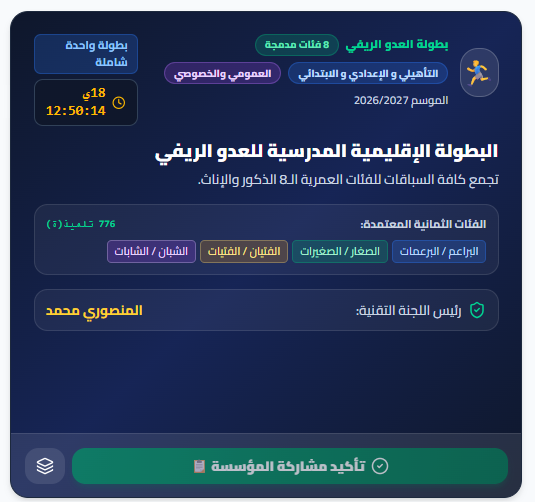 بطولة العدو الريفي
8 فئات مدمجة
التأهيلي و الإعدادي و الابتدائي
العمومي والخصوصي
الموسم 2026/2027
بطولة واحدة
شاملة
18ي
12:50:14
البطولة الإقليمية المدرسية للعدو الريفي
تجمع كافة السباقات للفئات العمرية الـ8 الذكور والإناث.
الفئات الثمانية المعتمدة:
776 تلميذ(ة)
البراعم / البرعمات
الصغار / الصغيرات
الفتيان / الفتيات
الشبان / الشابات
رئيس اللجنة التقنية:
المنصوري محمد
تأكيد مشاركة المؤسسة